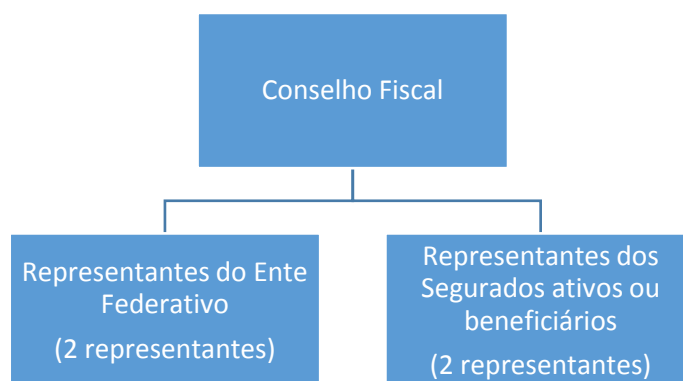 Conselho Fiscal
Representantes do Ente
Federativo
(2 representantes)
Representantes dos
Segurados ativos ou
beneficiários
(2 representantes)